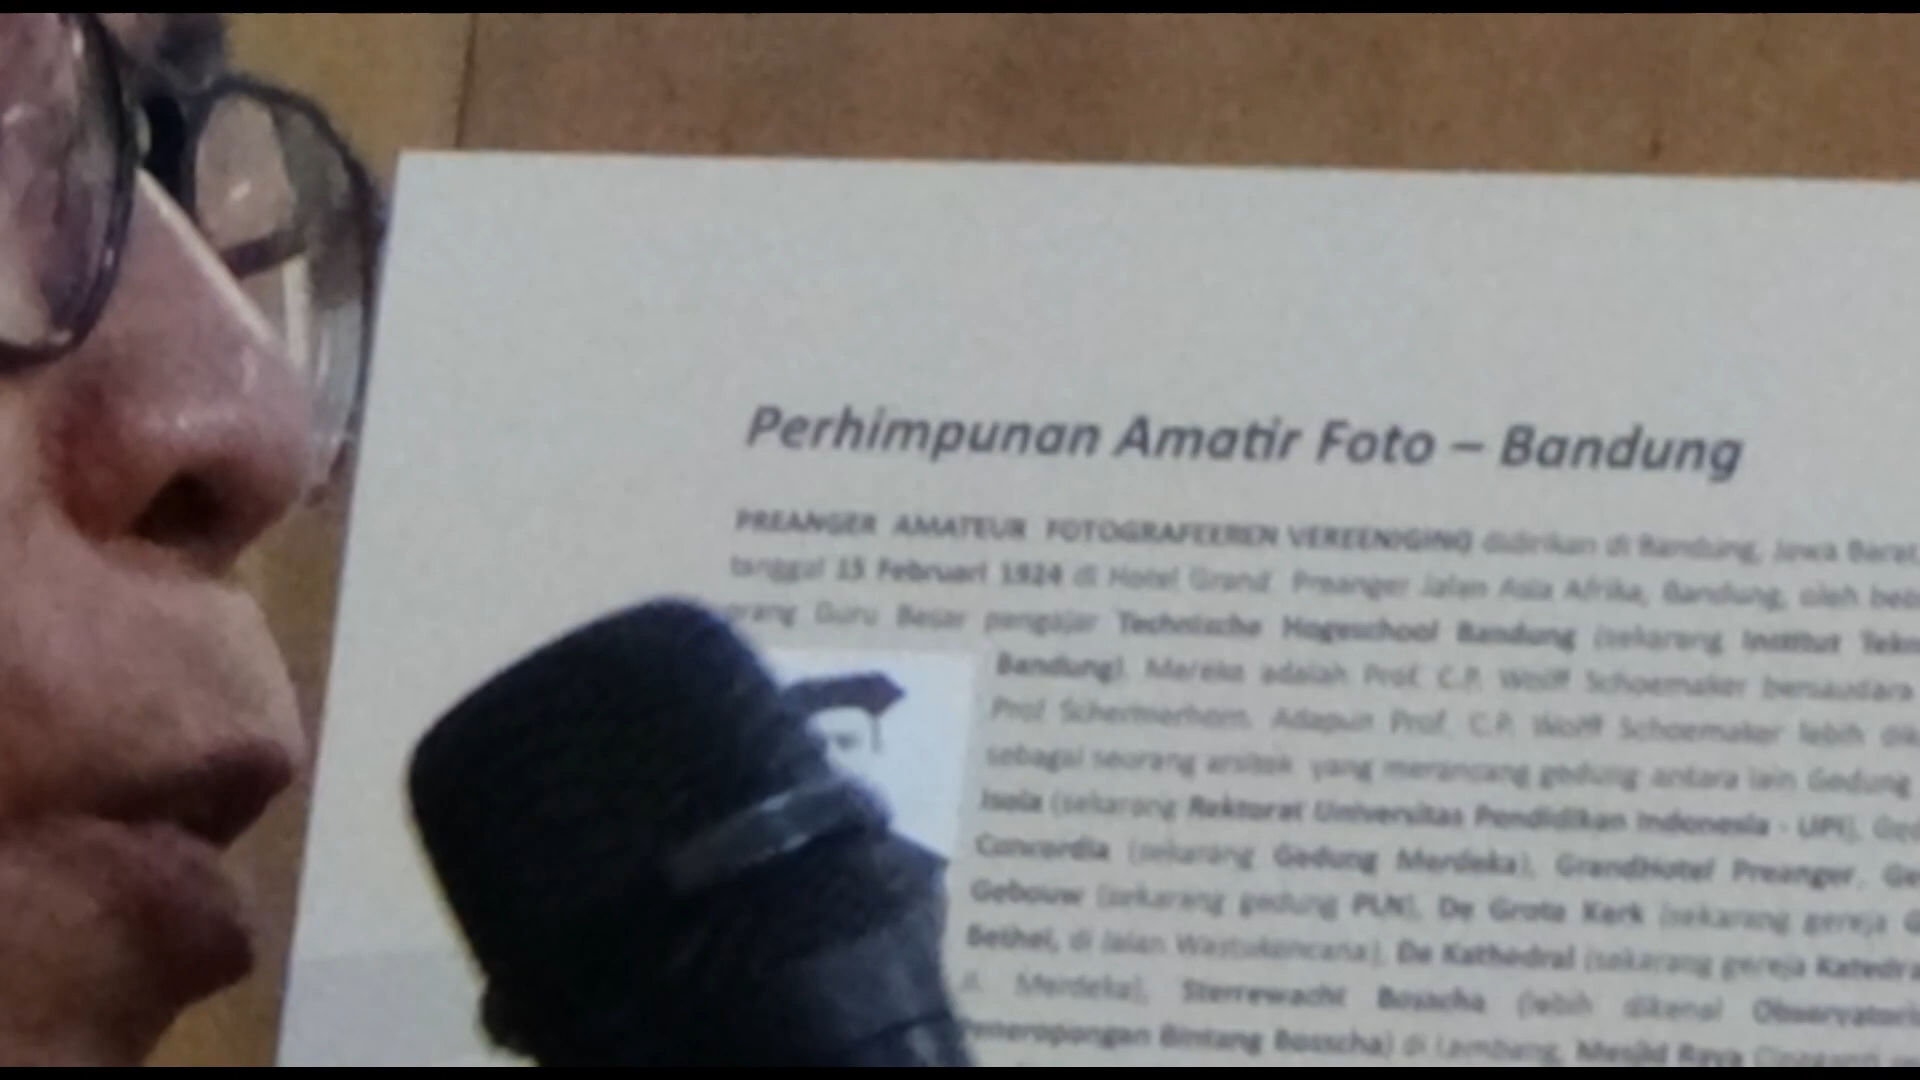 Perhimpunan Amatir Foto – Bandung
PREANGER AMATEUR FOTOGRAFEEREN VEREENIGING didirikan di Bandung, Jawa Barat,
tanggal 15 Februari 1924 di Hotel Grand Preanger Jalan Asia Afrika, Bandung, oleh
orang Guru Besar pengajar Technische Hogeschool Bandung (sekarang Institut
Bandung). Mereka adalah Prof. C.P. Wolff Schoemaker bersaudara
Prof Schermerhorn. Adapun Prof. C.P. Wolff Schoemaker lebih
sebagai seorang arsitek yang merancang gedung antara lain Gedung
Isola (sekarang Rektorat Universitas Pendidikan Indonesia - UPI),
Concordia (sekarang Gedung Merdeka), GrandHotel Preanger,
Gebouw (sekarang gedung PLN), De Grote Kerk (sekarang gereja
Bethel, di Jalan Wastukencana), De Kathedral (sekarang gereja
Jl. Merdeka), Sterrewacht Bosscha (lebih dikenal
Peneropongan Bintang Bosscha) di Lembang, Mesjid Raya